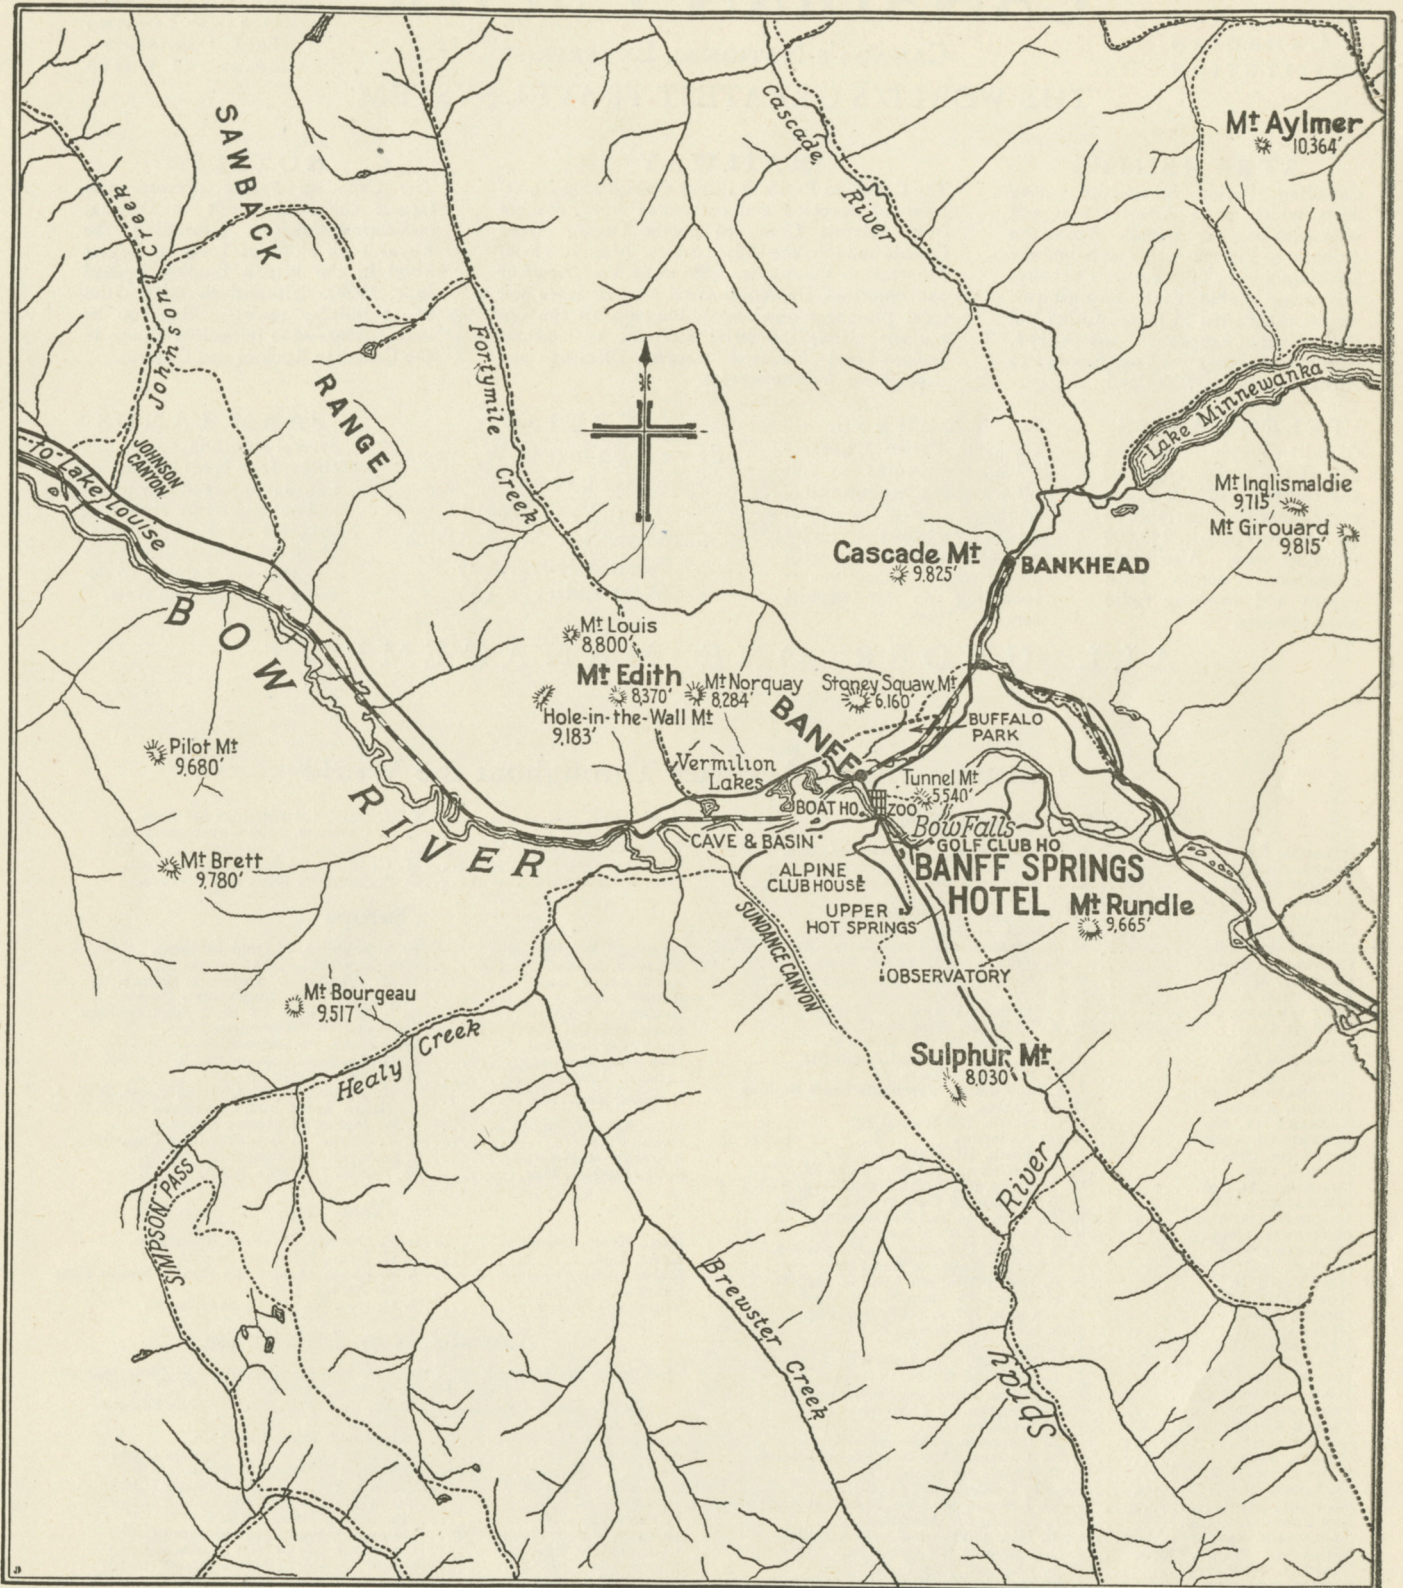 SAWBACK
RANGE
Cascade
River
Mt Aylmer
10,364'
Johnson
Creek
Fortymile
Creek
Lake Minnewanka
JOHNSON
CANYON
To Lake Louise
Mt Inglismaldie
9,715'
Mt Girouard
9,815'
Cascade Mt
9,825'
BANKHEAD
BOW
RIVER
Mt Louis
8,800'
Mt Edith
8,370'
Mt Norquay
8,284'
Stoney Squaw Mt
6,160'
Hole-in-the-Wall Mt
9,183'
BANFF
BUFFALO
PARK
Pilot Mt
9,680'
Vermilion
Lakes
Tunnel Mt
5,540'
BOAT HO.
ZOO
Bow Falls
CAVE & BASIN
GOLF CLUB HO
Mt Brett
9,780'
ALPINE
CLUB HOUSE
BANFF SPRINGS
HOTEL
UPPER
HOT SPRINGS
Mt Rundle
9,665'
SUNDANCE CANYON
OBSERVATORY
Mt Bourgeau
9,517'
Healy Creek
Sulphur Mt
8,030
SIMPSON PASS
Spray
River
Brewster Creek